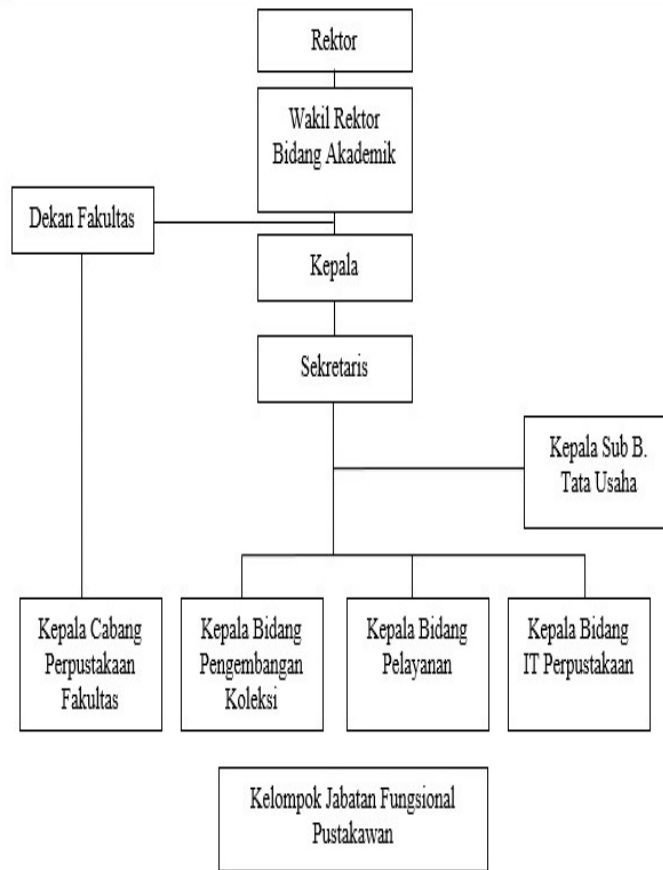 Rektor
Wakil Rektor
Bidang Akademik
Dekan Fakultas
Kepala
Sekretaris
Kepala Sub B.
Tata Usaha
Kepala Cabang
Perpustakaan
Fakultas
Kepala Bidang
Pengembangan
Koleksi
Kepala Bidang
Pelayanan
Kepala Bidang
IT Perpustakaan
Kelompok Jabatan Fungsional
Pustakawan